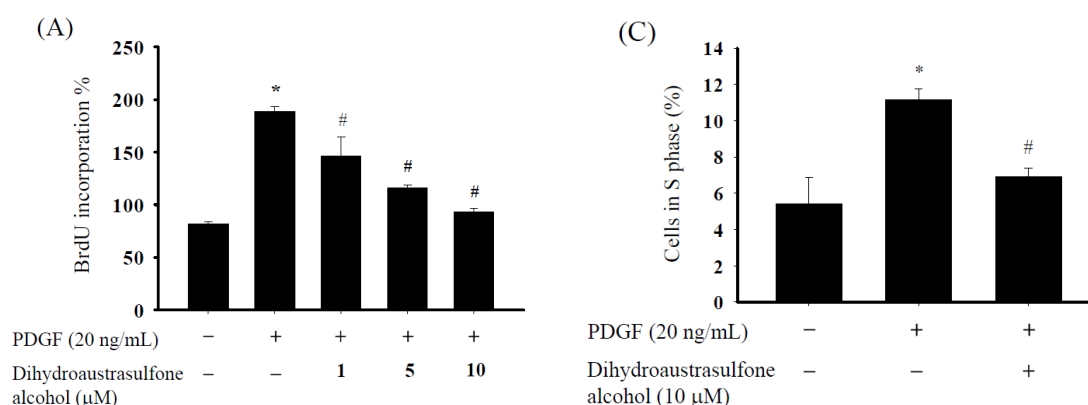 (A)
BrdU incorporation %
250
200
150
100
50
0
*
#
#
#
PDGF (20 ng/mL) – + + + +
Dihydroaustrasulfone
alcohol (μM) – – 1 5 10
(C)
Cells in S phase (%)
14
12
10
8
6
4
2
0
*
#
PDGF (20 ng/mL) – + +
Dihydroaustrasulfone
alcohol (10 μM) – – +